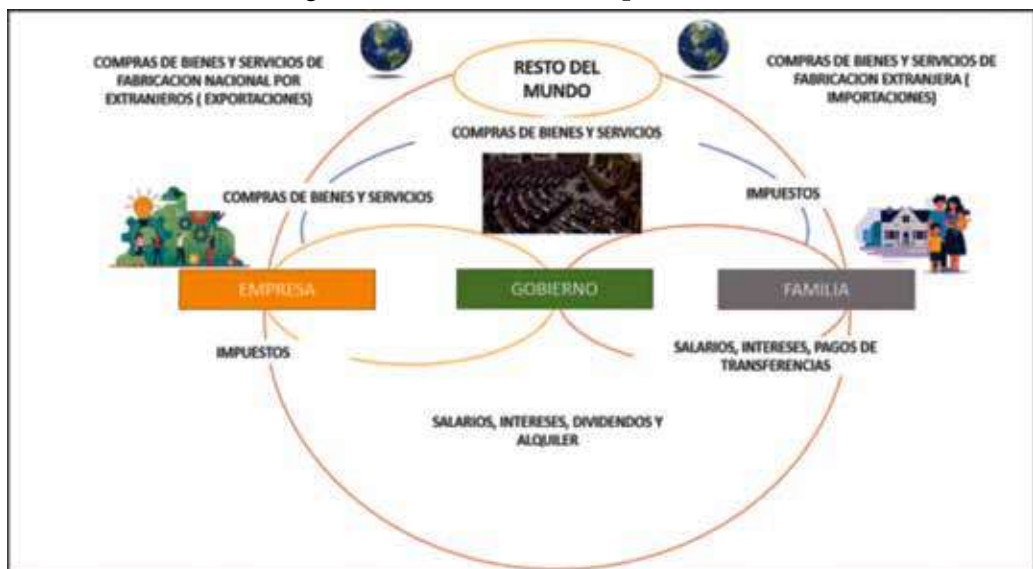 COMPRAS DE BIENES Y SERVICIOS DE
FABRICACION NACIONAL POR
EXTRANJEROS ( EXPORTACIONES)
RESTO DEL
MUNDO
COMPRAS DE BIENES Y SERVICIOS DE
FABRICACION EXTRANJERA (
IMPORTACIONES)
COMPRAS DE BIENES Y SERVICIOS
COMPRAS DE BIENES Y SERVICIOS
IMPUESTOS
EMPRESA
GOBIERNO
FAMILIA
IMPUESTOS
SALARIOS, INTERESES, PAGOS DE
TRANSFERENCIAS
SALARIOS, INTERESES, DIVIDENDOS Y
ALQUILER